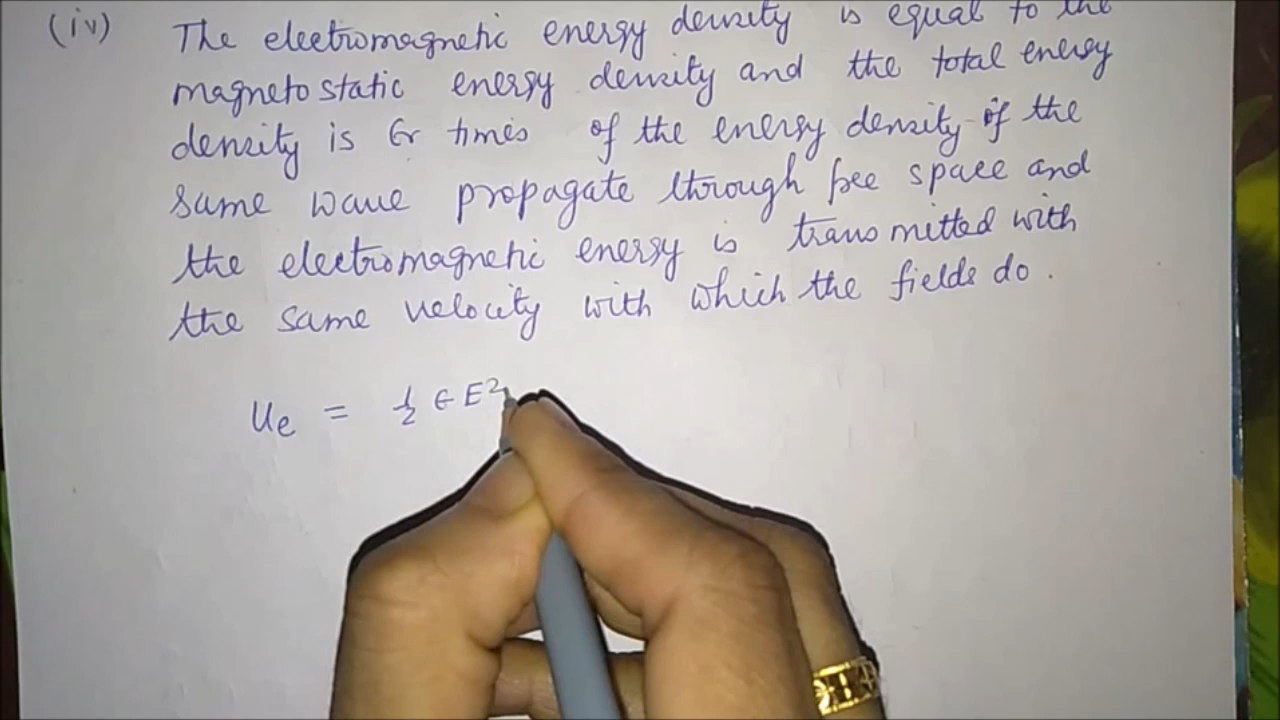 (iv) The electromagnetic energy density is equal to the
magneto static energy density and the total energy
density is ϵr times of the energy density of the
same wave propagate through free space and
the electromagnetic energy is transmitted with
the same velocity with which the fields do.
ue = 1/2 ϵ E²